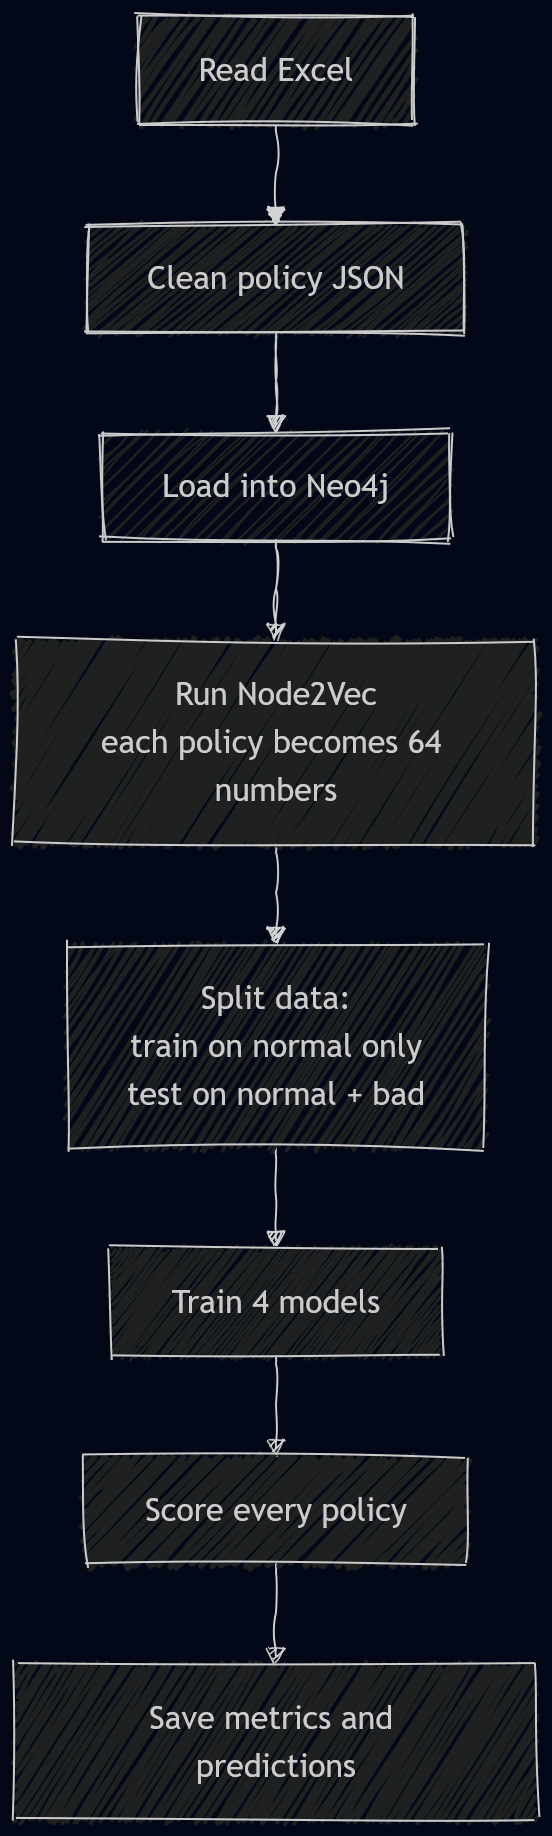 Read Excel
Clean policy JSON
Load into Neo4j
Run Node2Vec
each policy becomes 64
numbers
Split data:
train on normal only
test on normal + bad
Train 4 models
Score every policy
Save metrics and
predictions